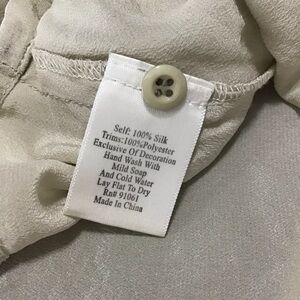 Self: 100% Silk
Trims:100%Polyester
Exclusive Of Decoration
Hand Wash With
Mild Soap
And Cold Water
Lay Flat To Dry
Rn# 91061
Made In China